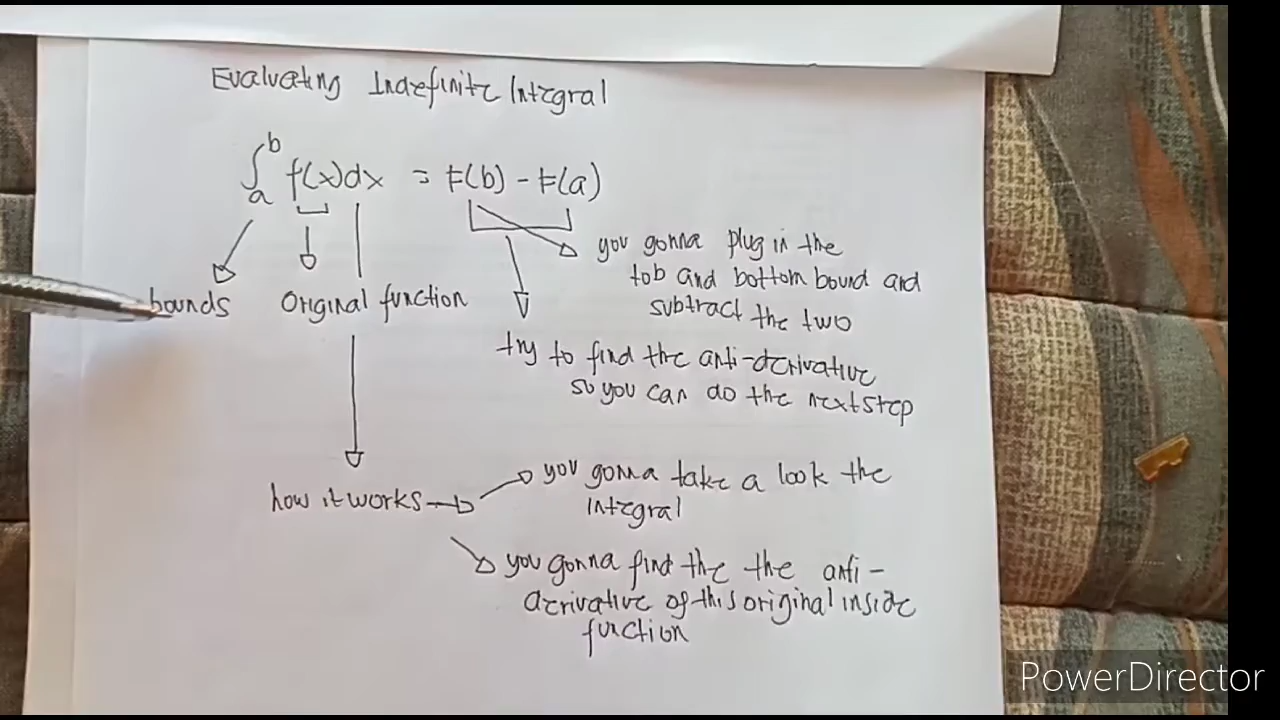 Evaluating Indefinite Integral
∫ₐᵇ f(x)dx = F(b) - F(a)
you gonna plug in the
tob and bottom bound and
subtract the two
bounds
Original function
try to find the anti-derivative
so you can do the next step
how it works
you gonna take a look the
integral
you gonna find the the anti-
derivative of this original inside
function
PowerDirector